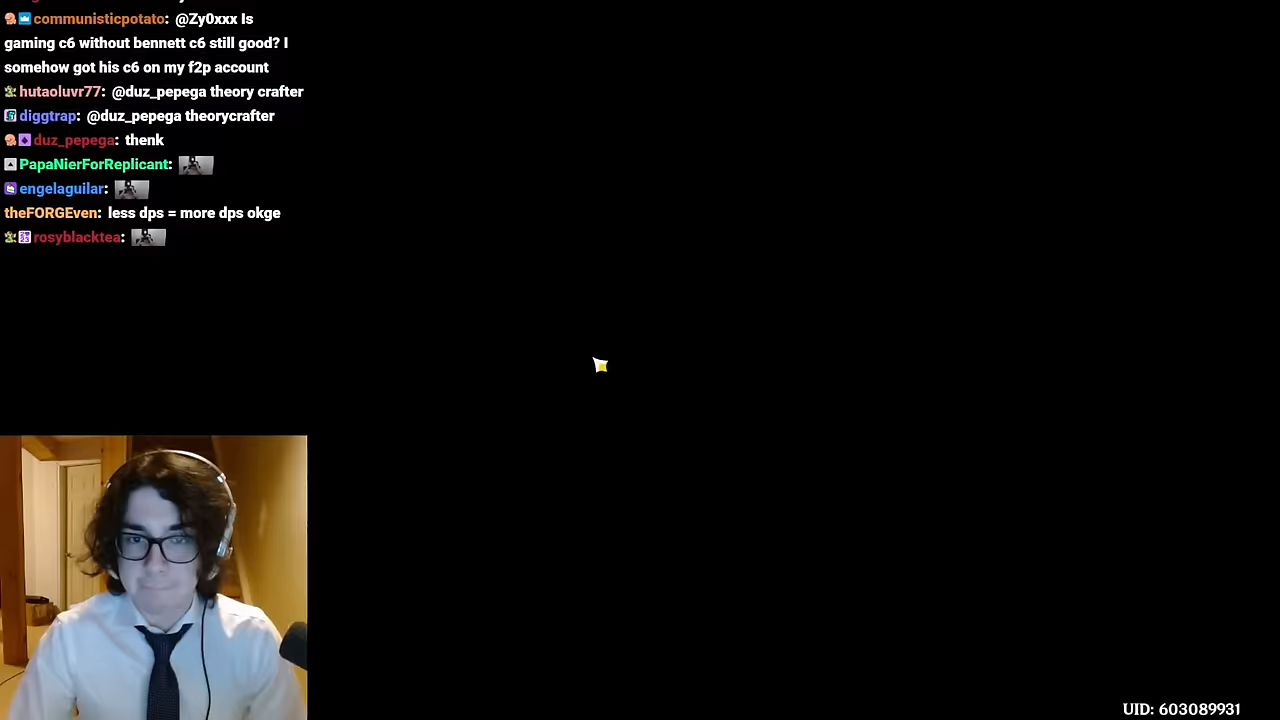 communisticpotato: @Zy0xxx Is
gaming c6 without bennett c6 still good? I
somehow got his c6 on my f2p account
hutaoluvr77: @duz_pepega theory crafter
diggtrap: @duz_pepega theorycrafter
duz_pepega: thenk
PapaNierForReplicant:
engelaguilar:
theFORGEven: less dps = more dps okge
rosyblacktea:
UID: 603089931